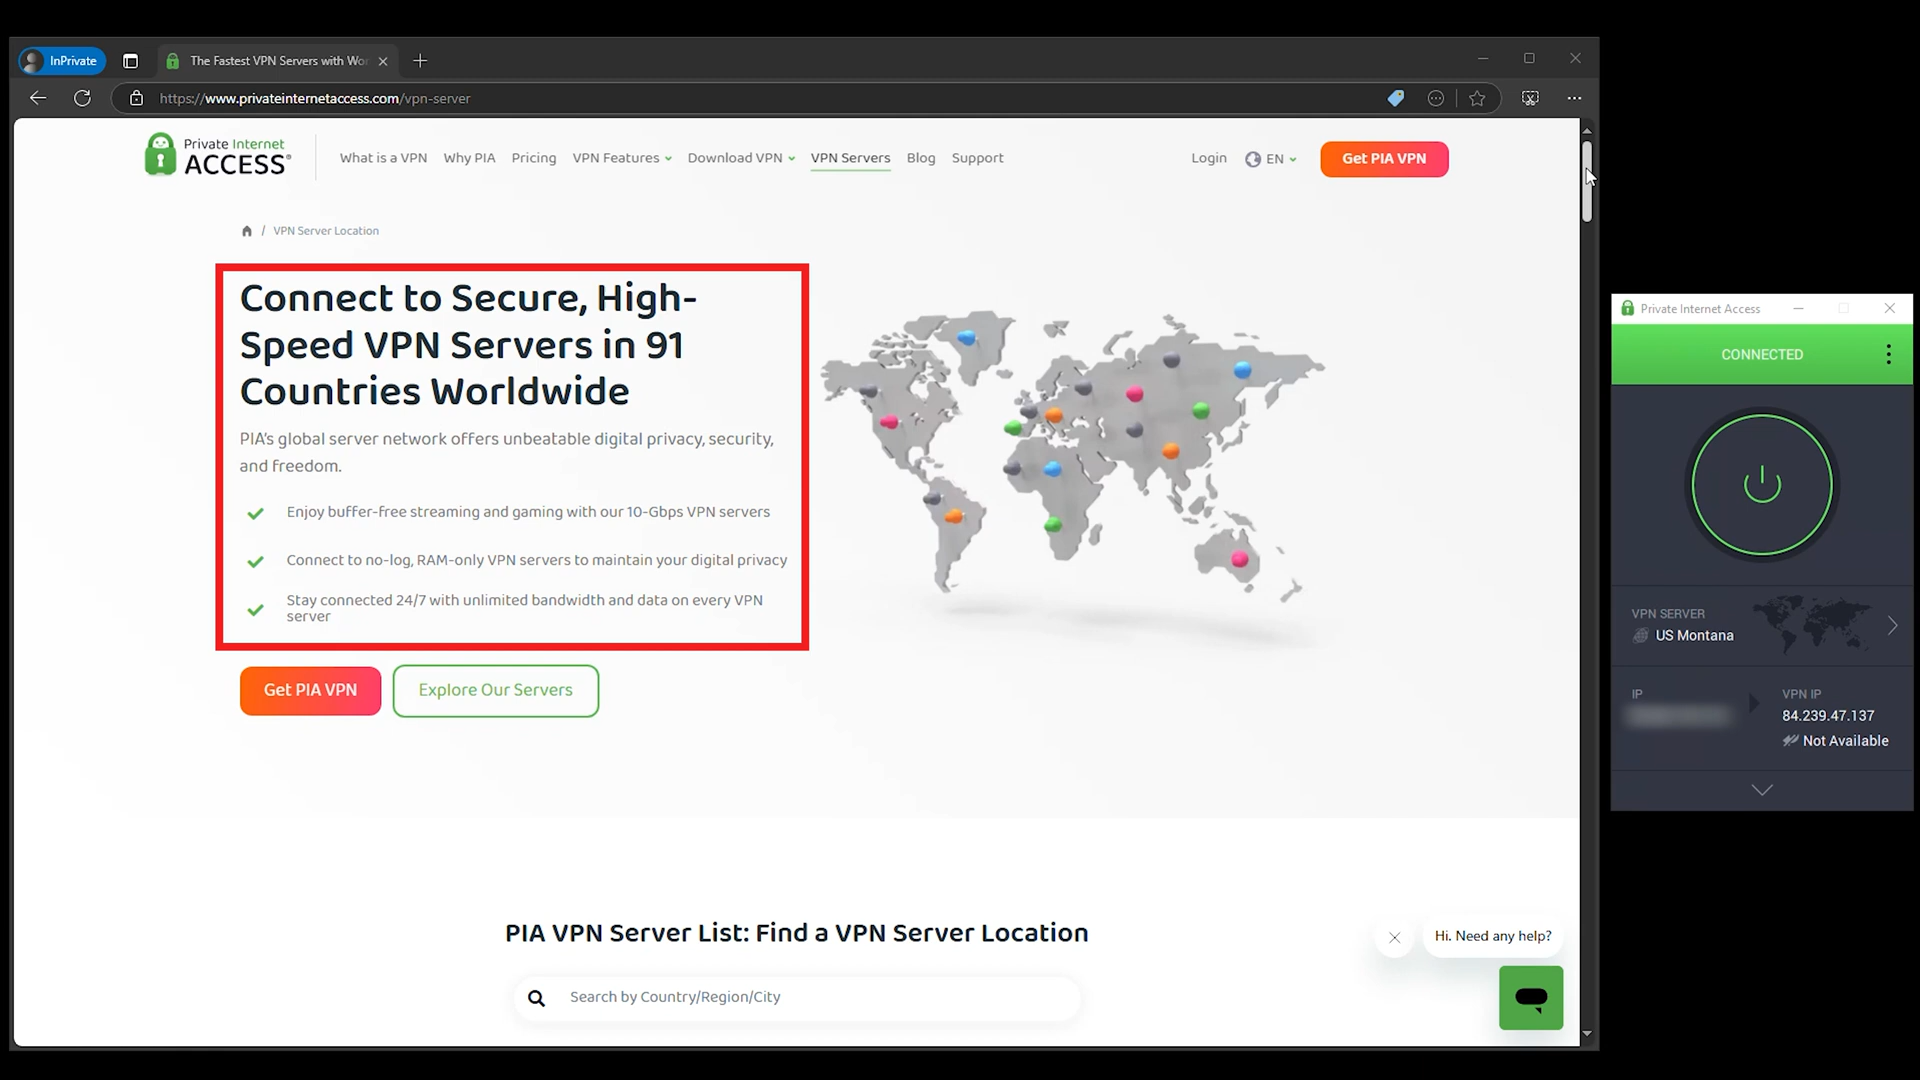 InPrivate
The Fastest VPN Servers with Wor
https://www.privateinternetaccess.com/vpn-server
Private Internet
ACCESS®
What is a VPN
Why PIA
Pricing
VPN Features
Download VPN
VPN Servers
Blog
Support
Login
EN
Get PIA VPN
/ VPN Server Location
Connect to Secure, High-
Speed VPN Servers in 91
Countries Worldwide
PIA's global server network offers unbeatable digital privacy, security,
and freedom.
Enjoy buffer-free streaming and gaming with our 10-Gbps VPN servers
Connect to no-log, RAM-only VPN servers to maintain your digital privacy
Stay connected 24/7 with unlimited bandwidth and data on every VPN
server
Get PIA VPN
Explore Our Servers
PIA VPN Server List: Find a VPN Server Location
Search by Country/Region/City
Hi. Need any help?
Private Internet Access
CONNECTED
VPN SERVER
US Montana
IP
VPN IP
84.239.47.137
Not Available